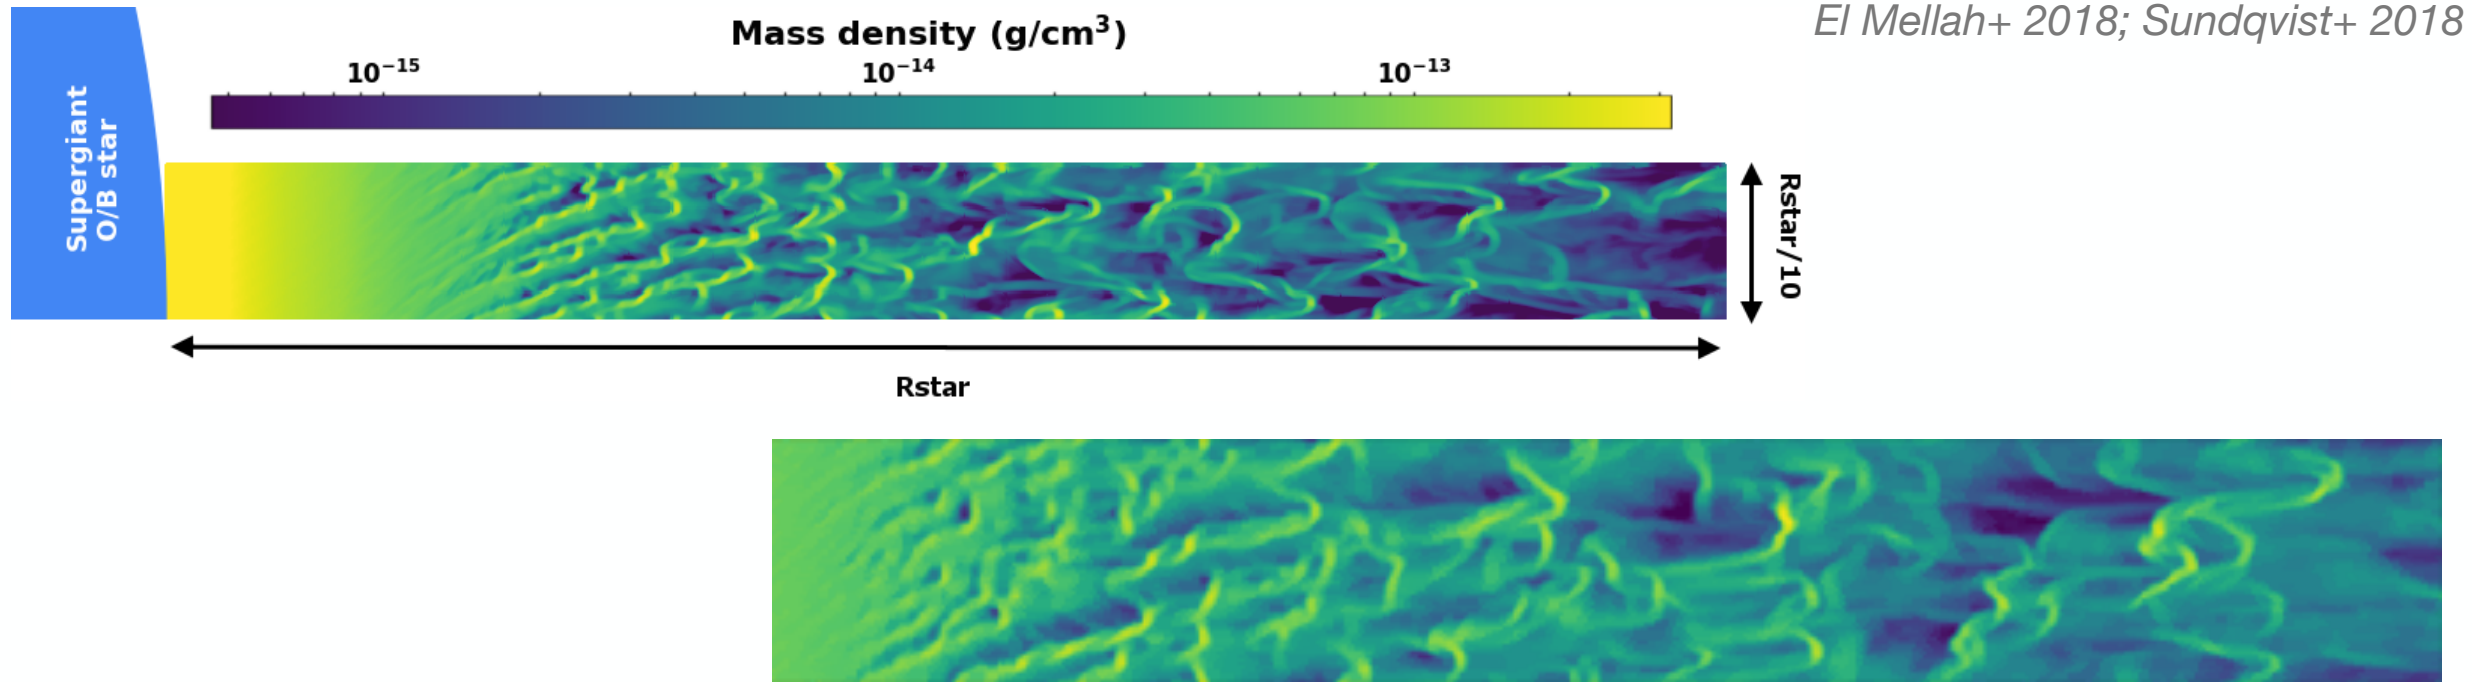 El Mellah+ 2018; Sundqvist+ 2018
Mass density (g/cm³)
10⁻¹⁵ 10⁻¹⁴ 10⁻¹³
Supergiant
O/B star
Rstar/10
Rstar